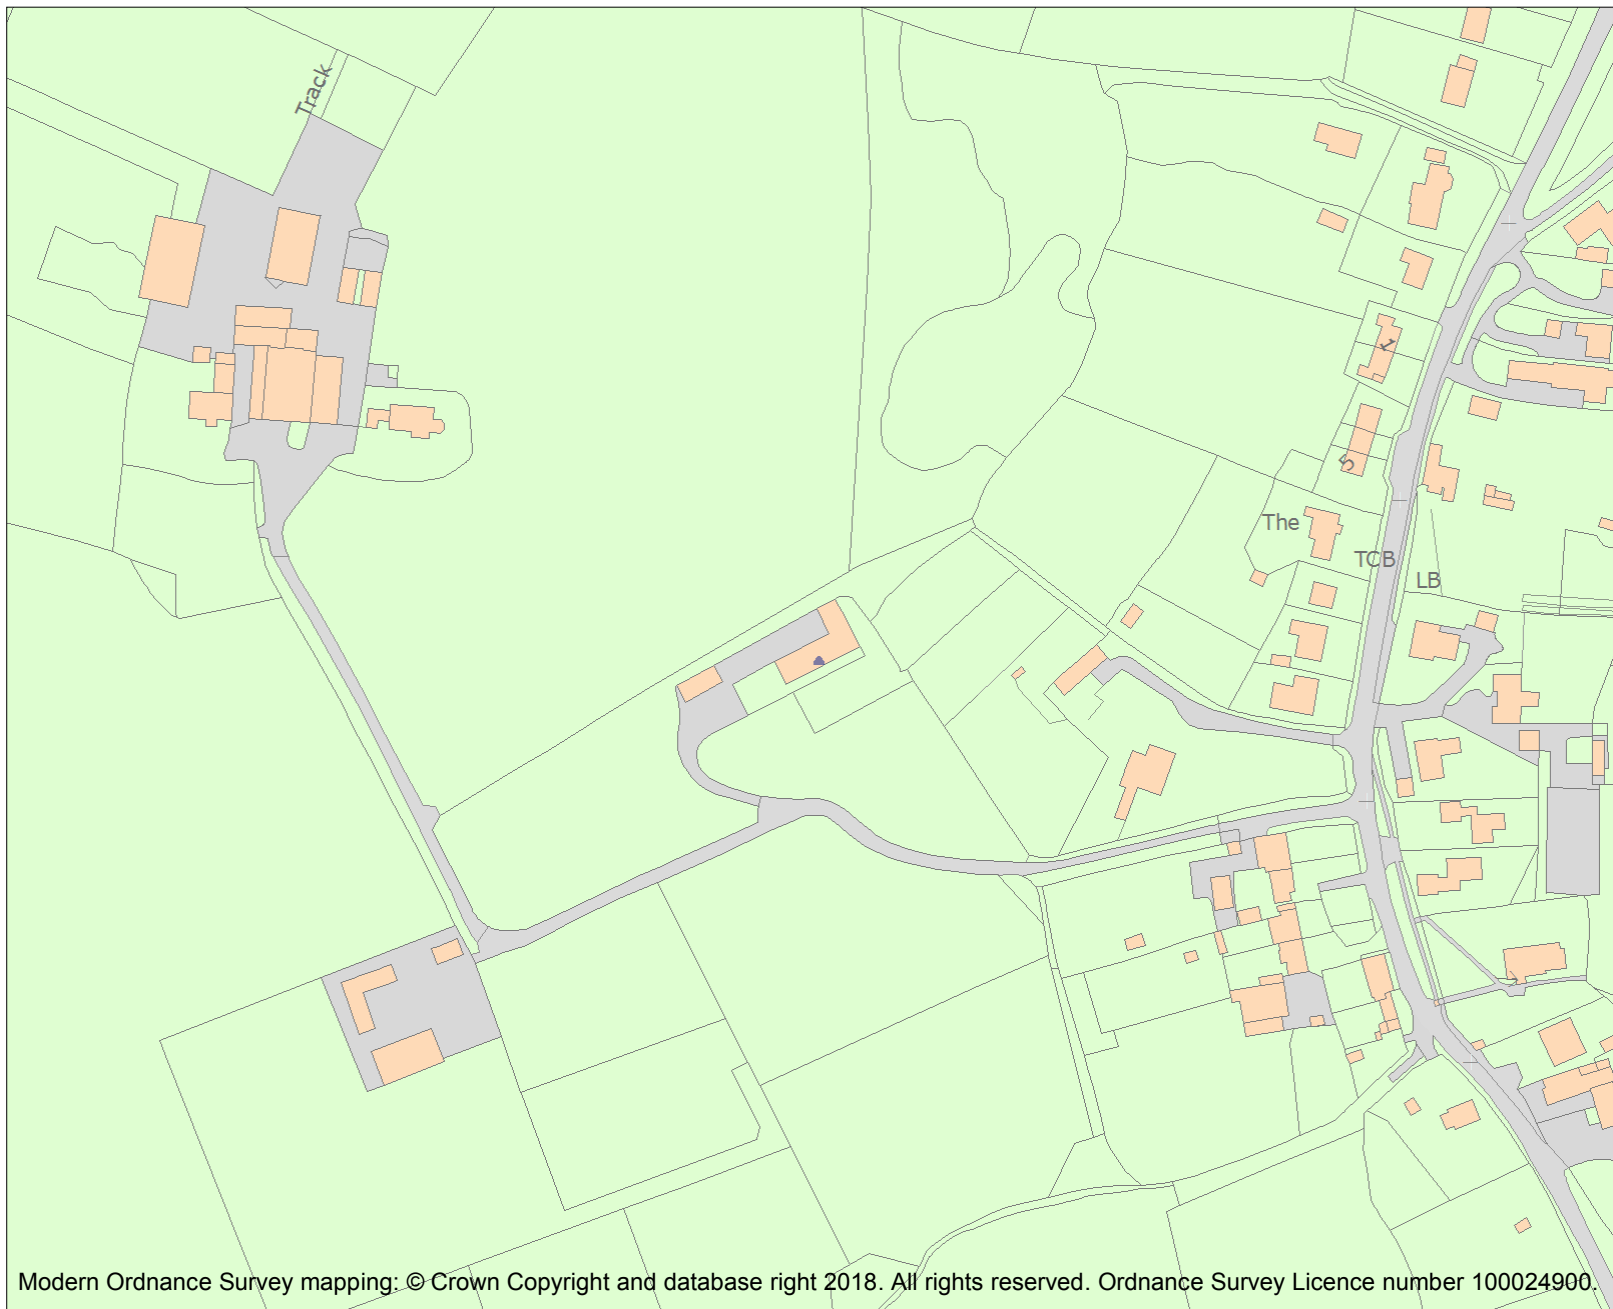 Track
1
5
The
TCB
LB
Modern Ordnance Survey mapping: © Crown Copyright and database right 2018. All rights reserved. Ordnance Survey Licence number 100024900.